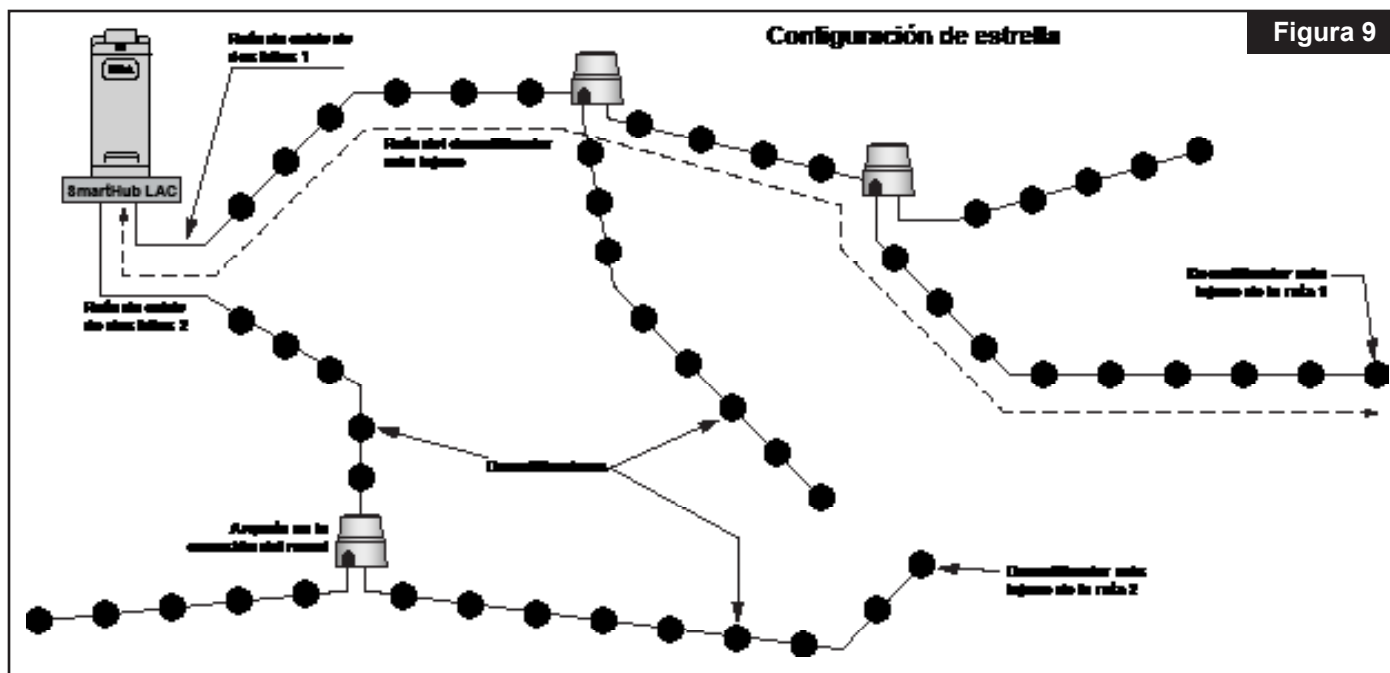 Figura 9
Configuración de estrella
Ruta de cable de
dos hilos 1
Ruta del decodificador
más lejano
SmartHub LAC
Decodificador más
lejano de la ruta 1
Ruta de cable
de dos hilos 2
Decodificadores
Arqueta en la
conexión del ramal
Decodificador más
lejano de la ruta 2